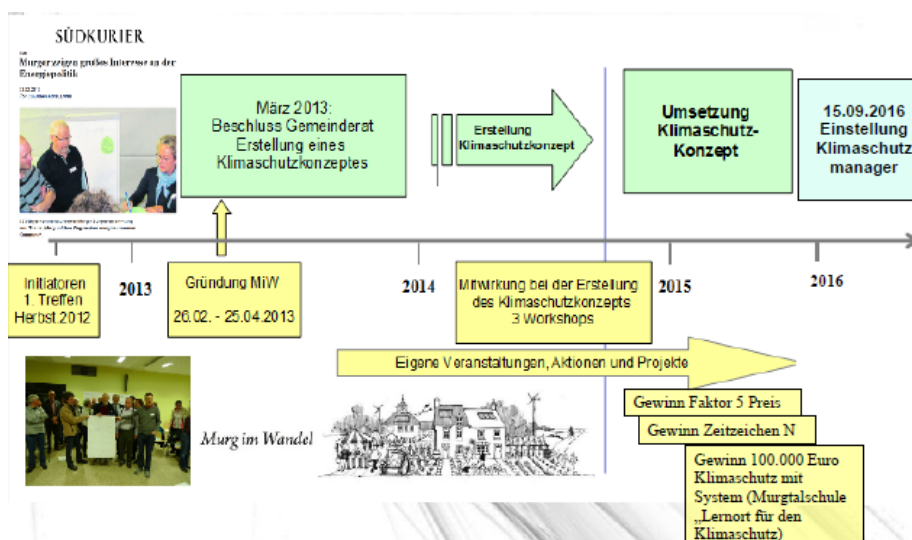 SÜDKURIER
Murger zeigen großes Interesse an der
Energiepolitik
März 2013:
Beschluss Gemeinderat
Erstellung eines
Klimaschutzkonzeptes
Erstellung
Klimaschutzkonzept
Umsetzung
Klimaschutz-
Konzept
15.09.2016
Einstellung
Klimaschutz
manager
Initiatoren
1. Treffen
Herbst.2012
2013
Gründung MiW
26.02. - 25.04.2013
2014
Mitwirkung bei der Erstellung
des Klimaschutzkonzepts
3 Workshops
2015
2016
Eigene Veranstaltungen, Aktionen und Projekte
Murg im Wandel
Gewinn Faktor 5 Preis
Gewinn Zeitzeichen N
Gewinn 100.000 Euro
Klimaschutz mit
System (Murgtalschule
„Lernort für den
Klimaschutz)